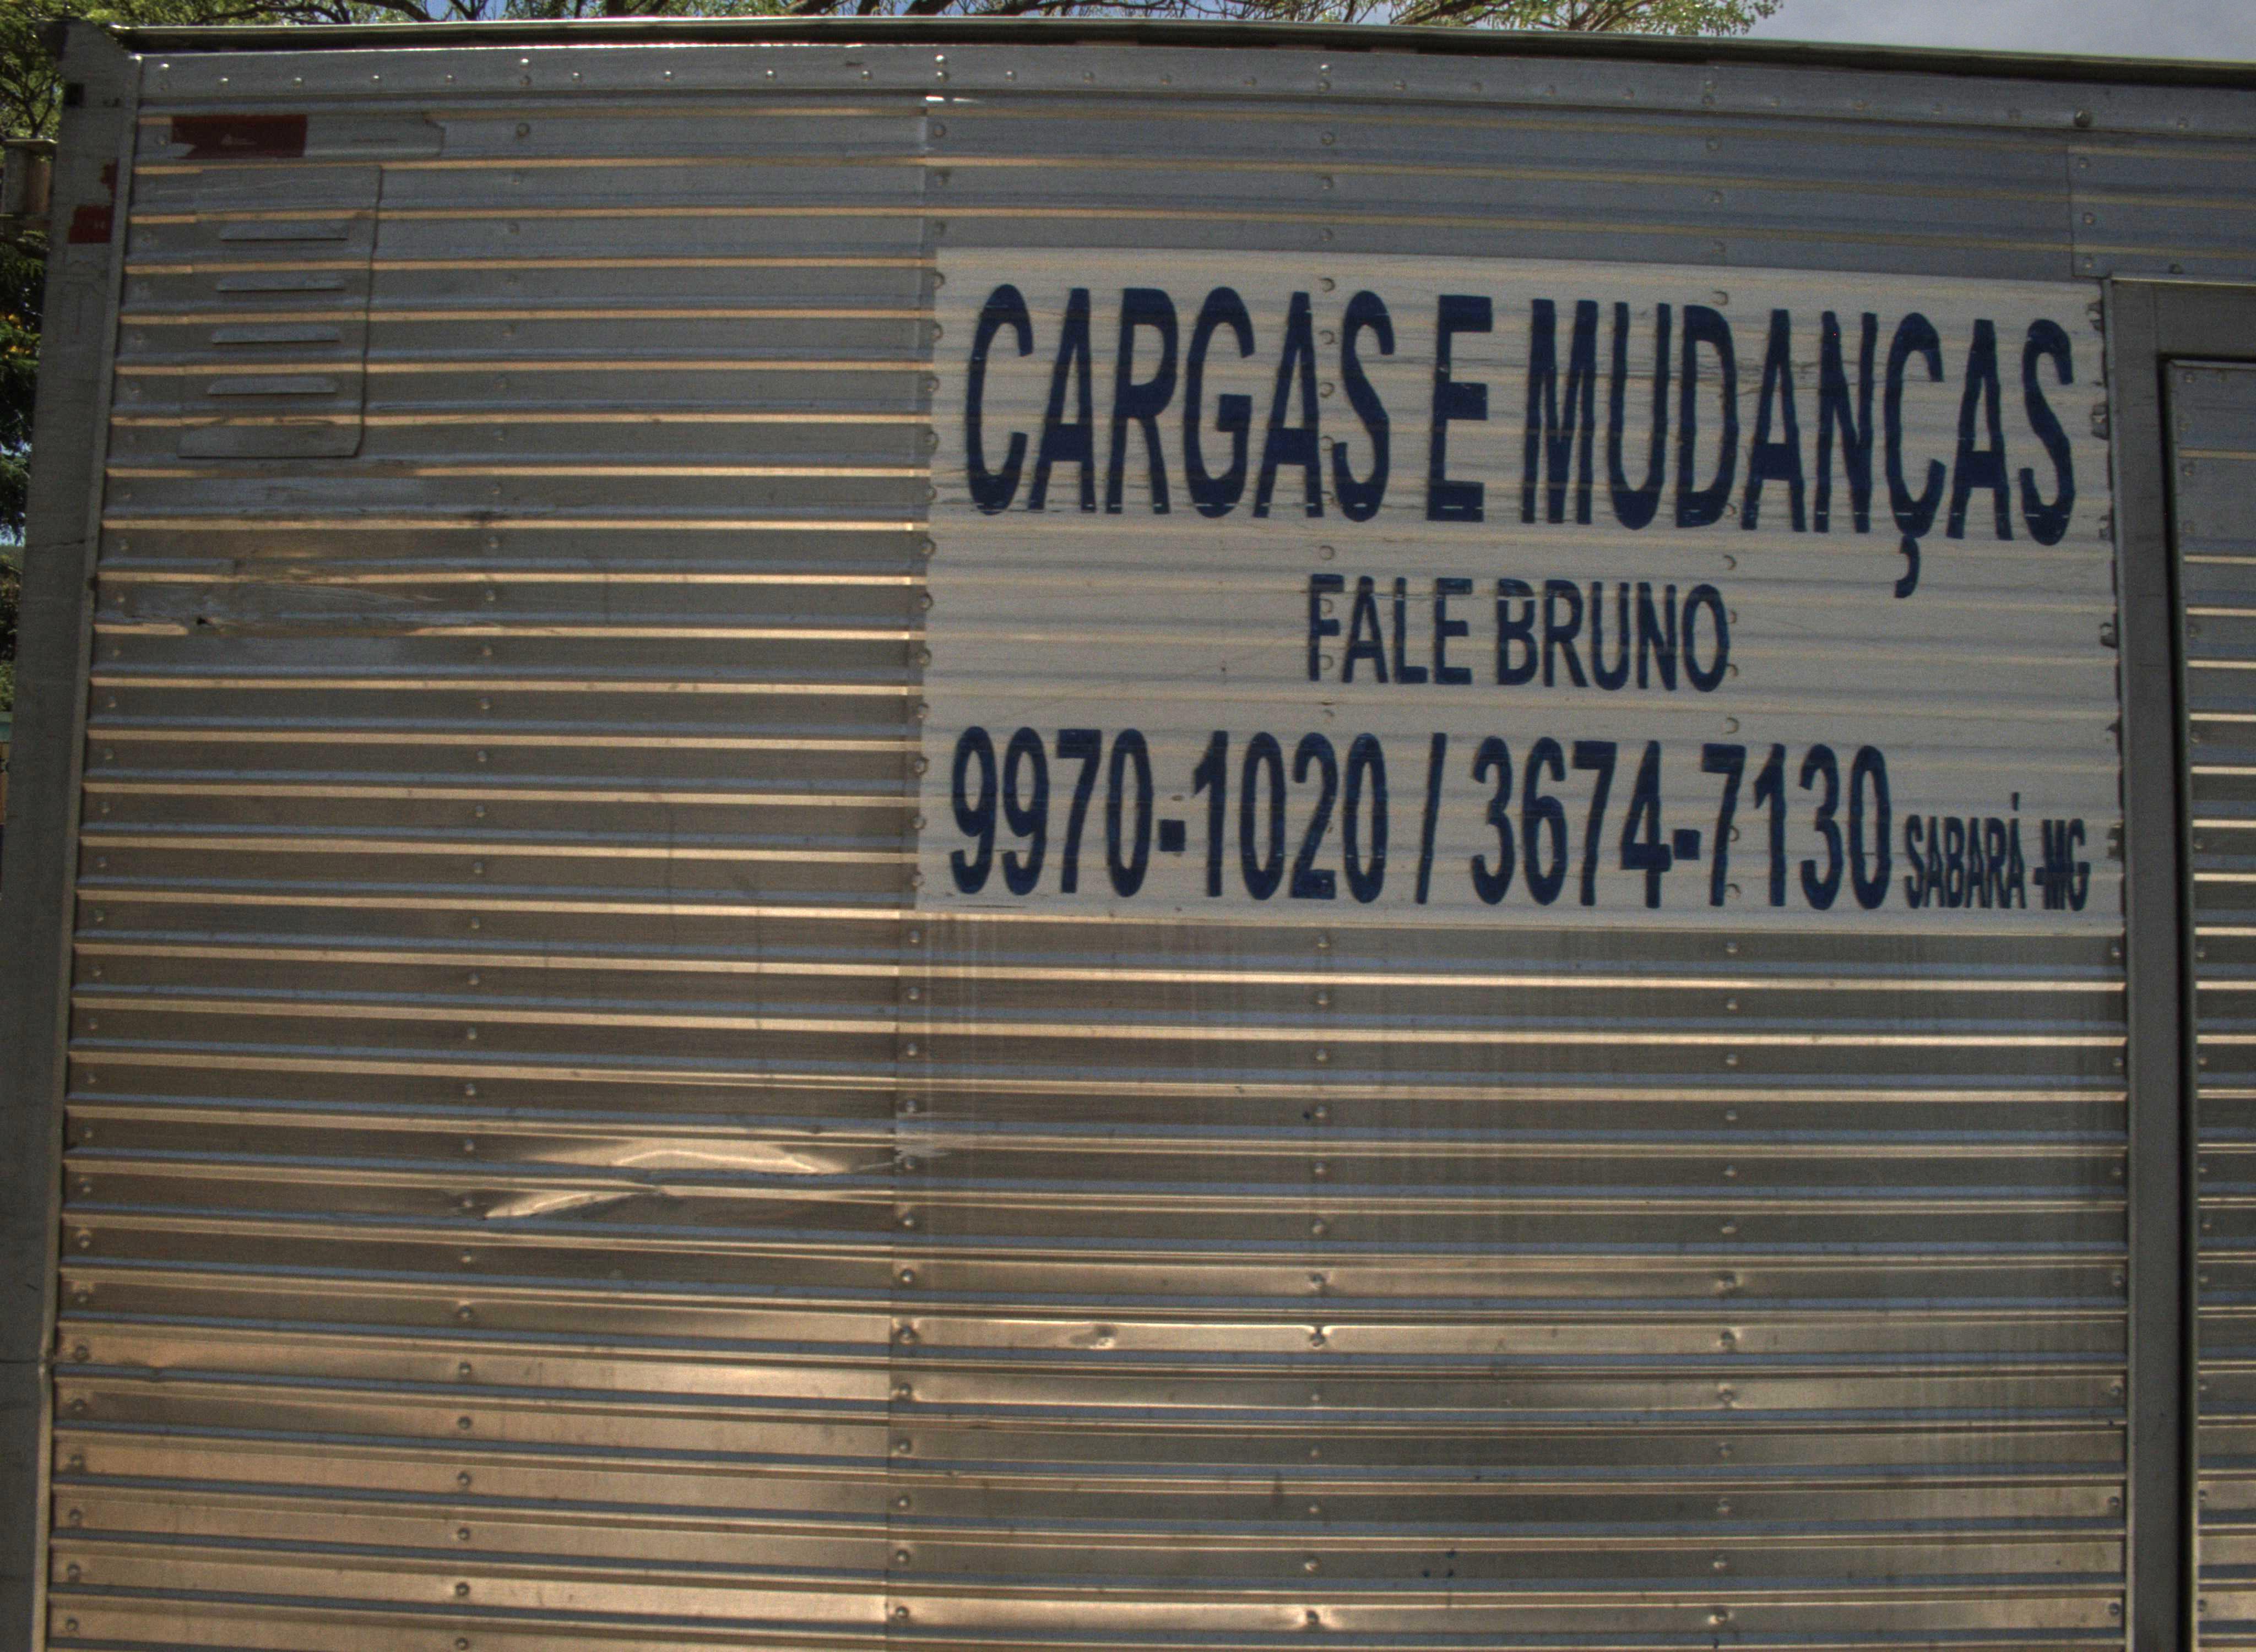 CARGAS E MUDANÇAS
FALE BRUNO
9970-1020 / 3674-7130 SABARÁ -MG